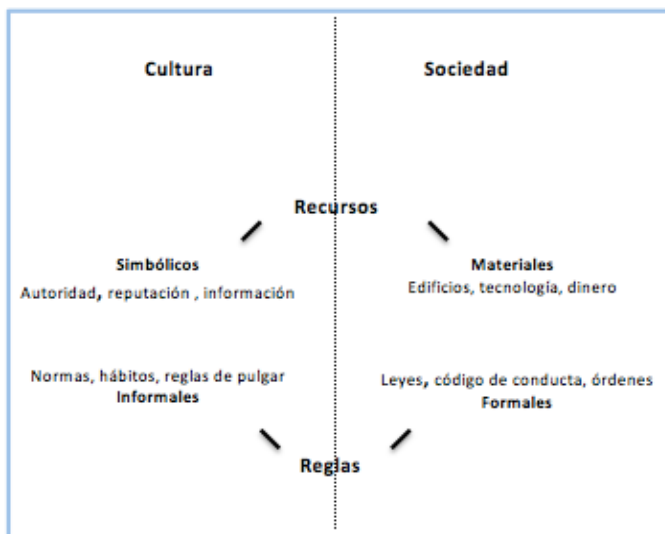 Cultura
Sociedad
Recursos
Simbólicos
Autoridad, reputación , información
Materiales
Edificios, tecnología, dinero
Normas, hábitos, reglas de pulgar
Informales
Leyes, código de conducta, órdenes
Formales
Reglas